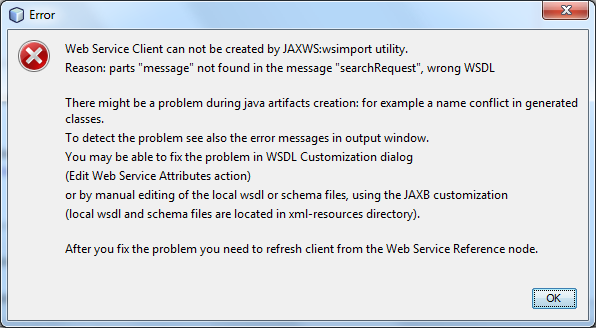 Error
Web Service Client can not be created by JAXWS:wsimport utility.
Reason: parts "message" not found in the message "searchRequest", wrong WSDL
There might be a problem during java artifacts creation: for example a name conflict in generated
classes.
To detect the problem see also the error messages in output window.
You may be able to fix the problem in WSDL Customization dialog
(Edit Web Service Attributes action)
or by manual editing of the local wsdl or schema files, using the JAXB customization
(local wsdl and schema files are located in xml-resources directory).
After you fix the problem you need to refresh client from the Web Service Reference node.
OK